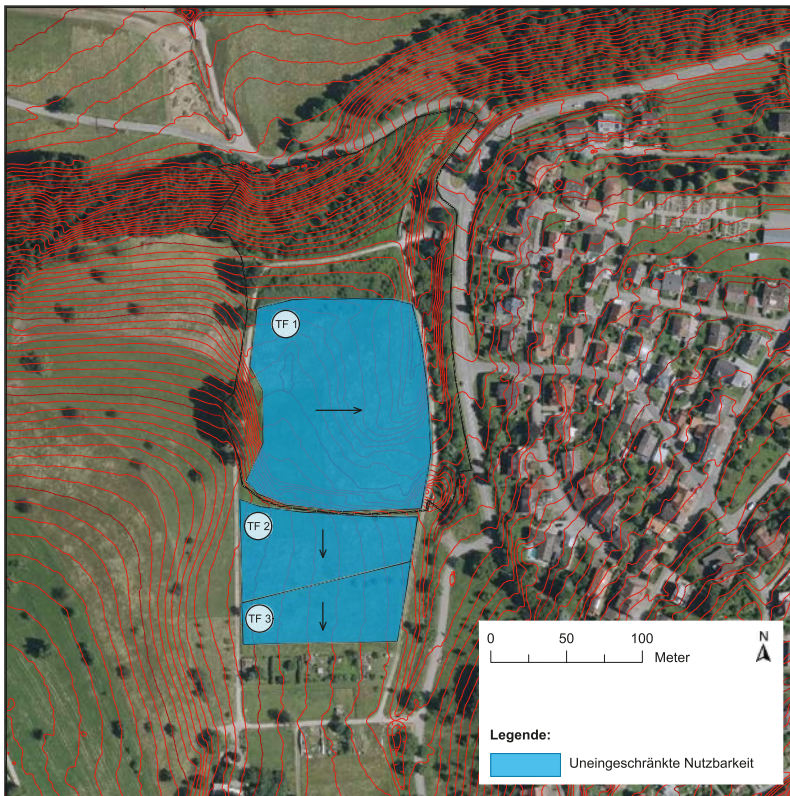 TF 1
TF 2
TF 3
0 50 100
Meter
N
Legende:
Uneingeschränkte Nutzbarkeit